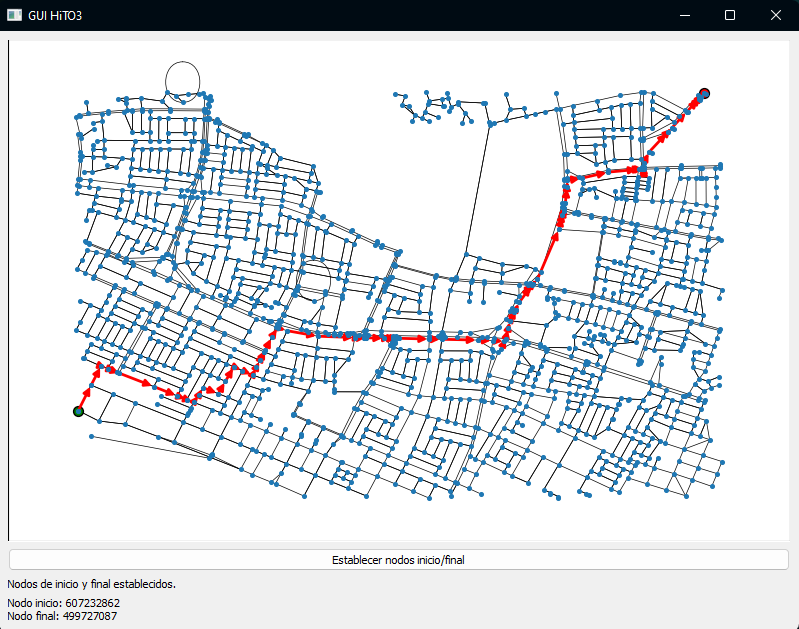 GUI HiTO3
Establecer nodos inicio/final
Nodos de inicio y final establecidos.
Nodo inicio: 607232862
Nodo final: 499727087